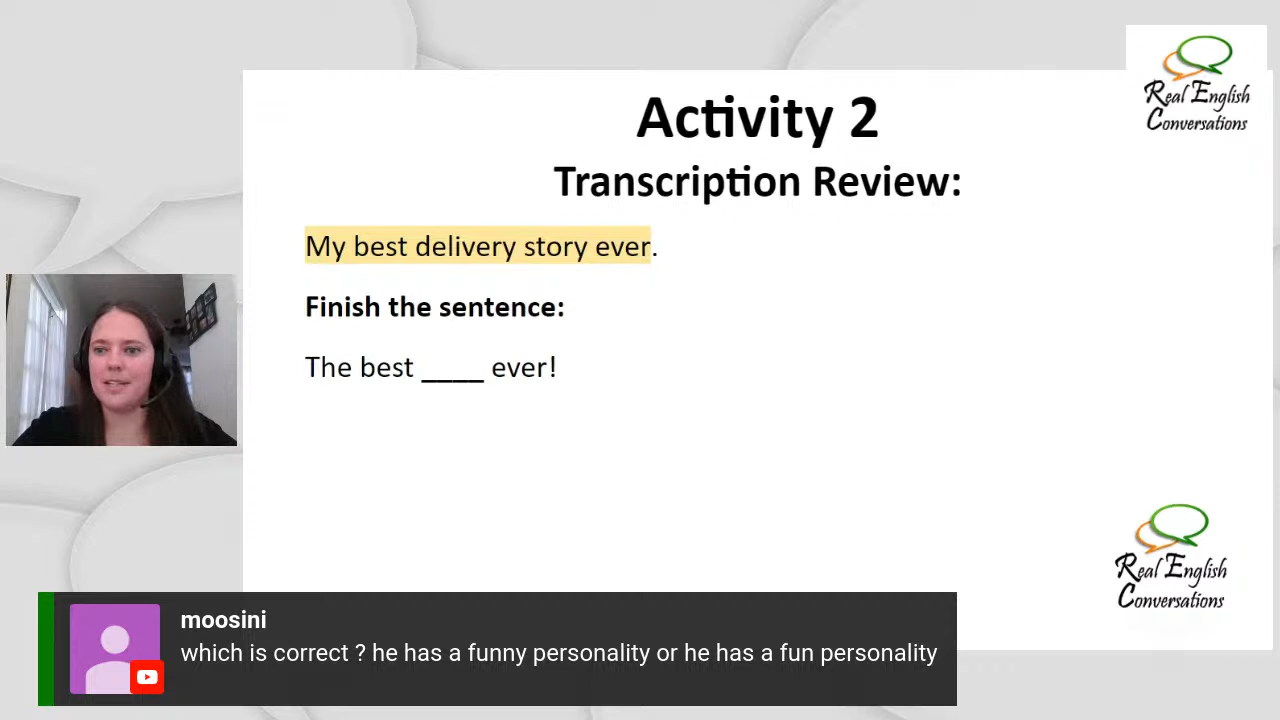 Real English
Conversations
Activity 2
Transcription Review:
My best delivery story ever.
Finish the sentence:
The best ____ ever!
Real English
Conversations
moosini
which is correct ? he has a funny personality or he has a fun personality